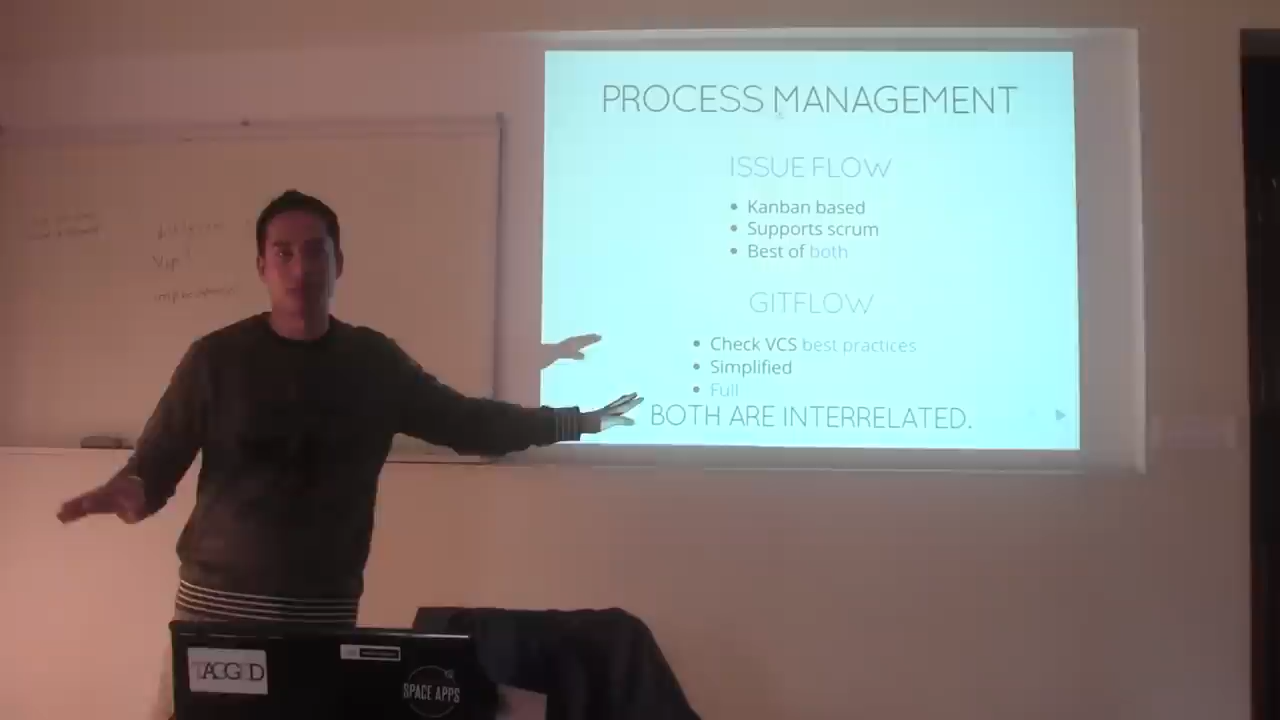 PROCESS MANAGEMENT
ISSUE FLOW
Kanban based
Supports scrum
Best of both
GITFLOW
Check VCS best practices
Simplified
Full
BOTH ARE INTERRELATED.
SPACE APPS